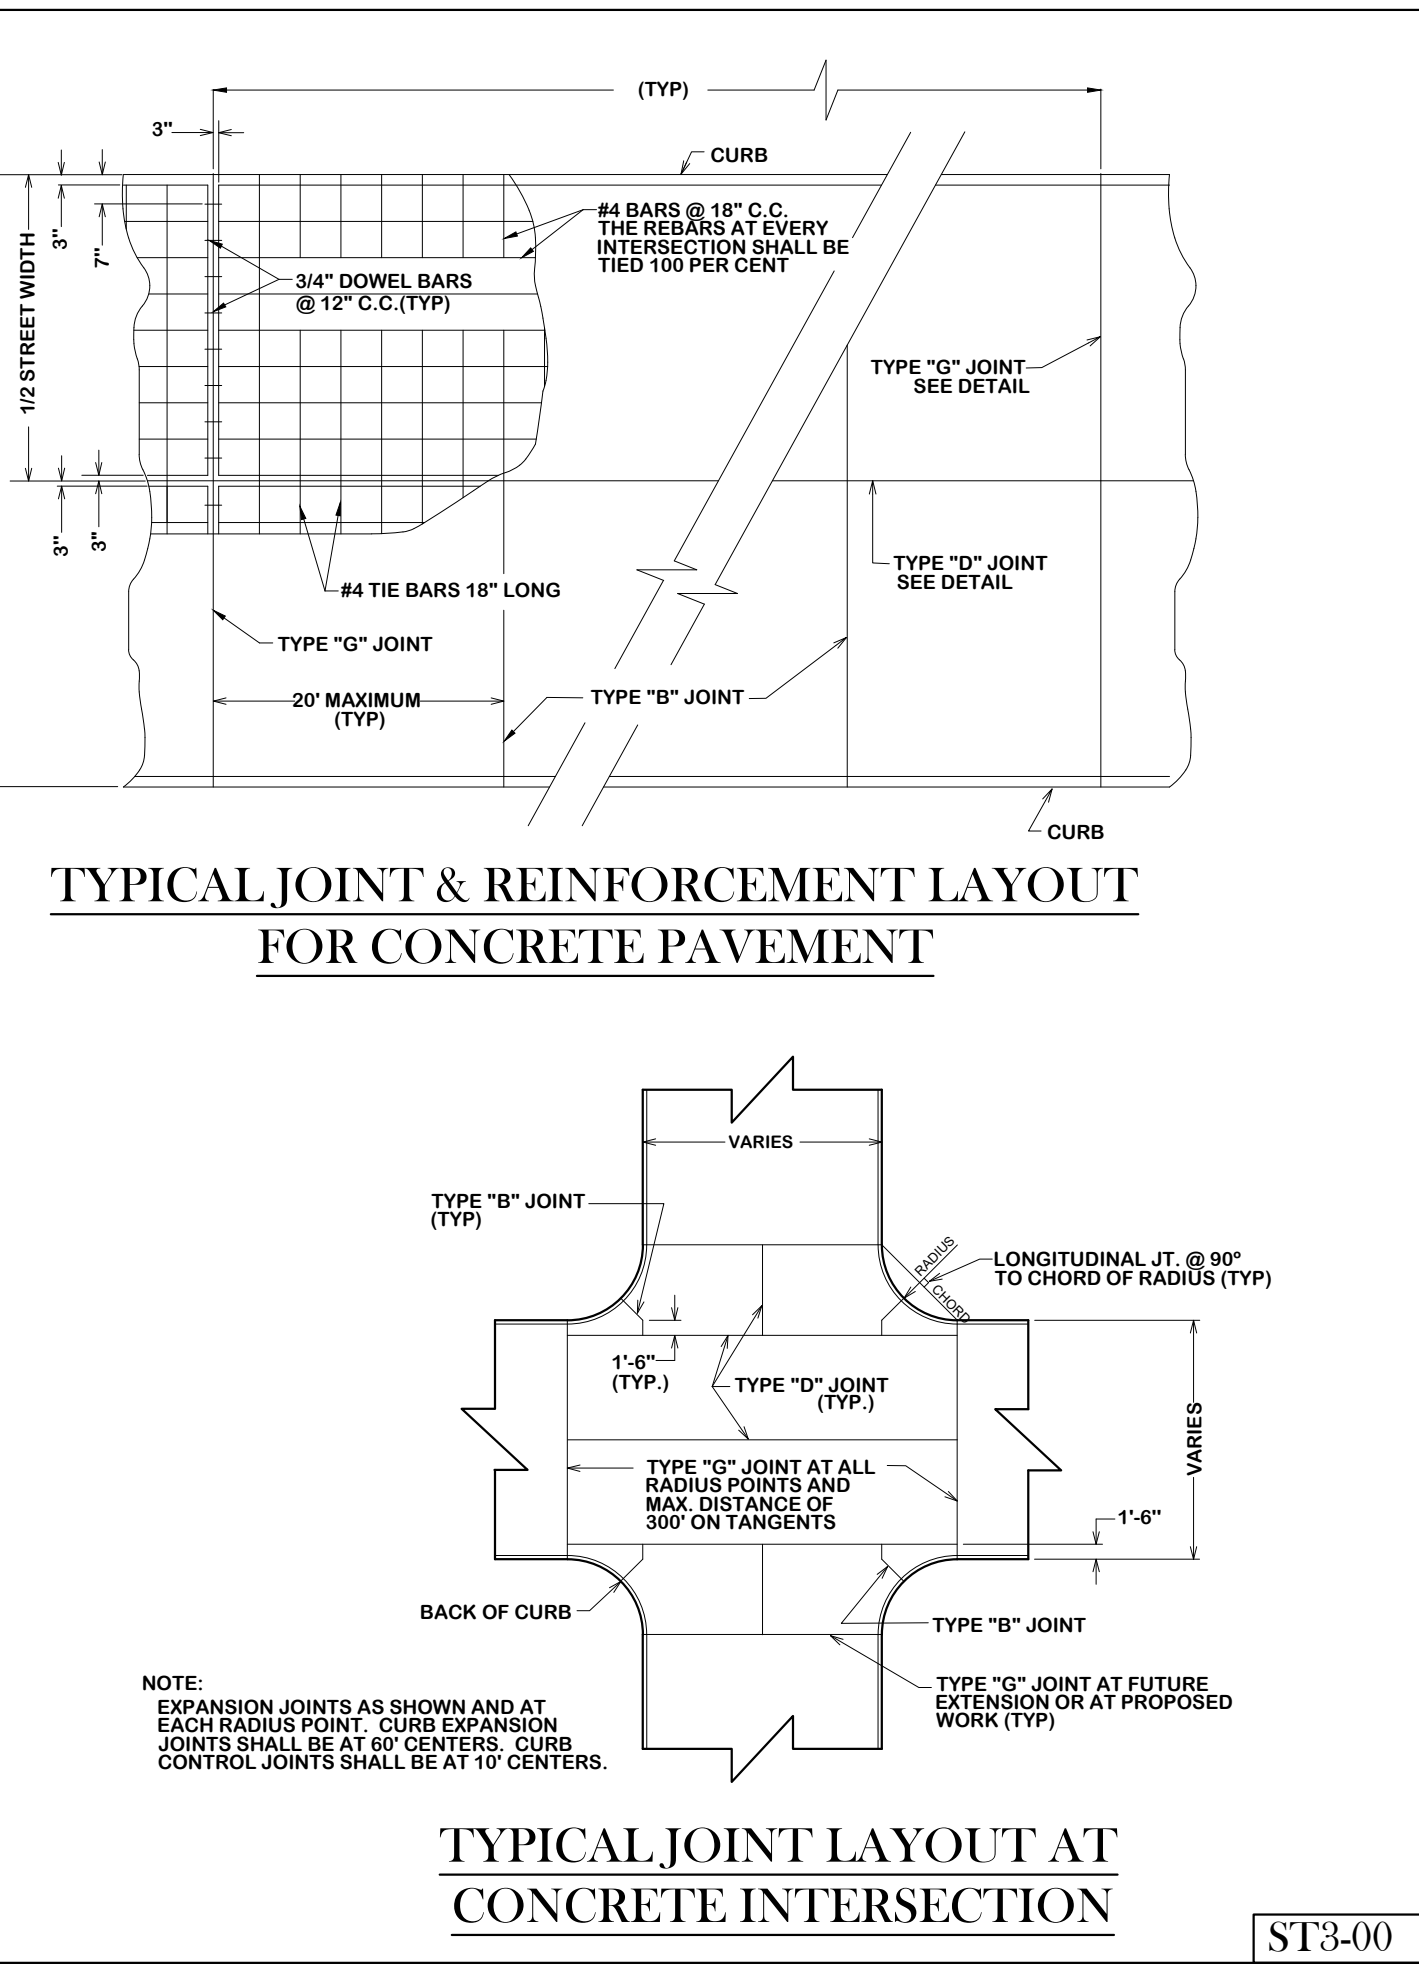 (TYP)
3"
CURB
#4 BARS @ 18" C.C.
THE REBARS AT EVERY
INTERSECTION SHALL BE
TIED 100 PER CENT
3"
7"
1/2 STREET WIDTH
3/4" DOWEL BARS
@ 12" C.C.(TYP)
TYPE "G" JOINT
SEE DETAIL
3"
3"
TYPE "D" JOINT
SEE DETAIL
#4 TIE BARS 18" LONG
TYPE "G" JOINT
20' MAXIMUM
(TYP)
TYPE "B" JOINT
CURB
TYPICAL JOINT & REINFORCEMENT LAYOUT
FOR CONCRETE PAVEMENT
VARIES
TYPE "B" JOINT
(TYP)
RADIUS
CHORD
LONGITUDINAL JT. @ 90º
TO CHORD OF RADIUS (TYP)
1'-6"
(TYP.)
TYPE "D" JOINT
(TYP.)
VARIES
TYPE "G" JOINT AT ALL
RADIUS POINTS AND
MAX. DISTANCE OF
300' ON TANGENTS
1'-6"
BACK OF CURB
TYPE "B" JOINT
NOTE:
EXPANSION JOINTS AS SHOWN AND AT
EACH RADIUS POINT. CURB EXPANSION
JOINTS SHALL BE AT 60' CENTERS. CURB
CONTROL JOINTS SHALL BE AT 10' CENTERS.
TYPE "G" JOINT AT FUTURE
EXTENSION OR AT PROPOSED
WORK (TYP)
TYPICAL JOINT LAYOUT AT
CONCRETE INTERSECTION
ST3-00